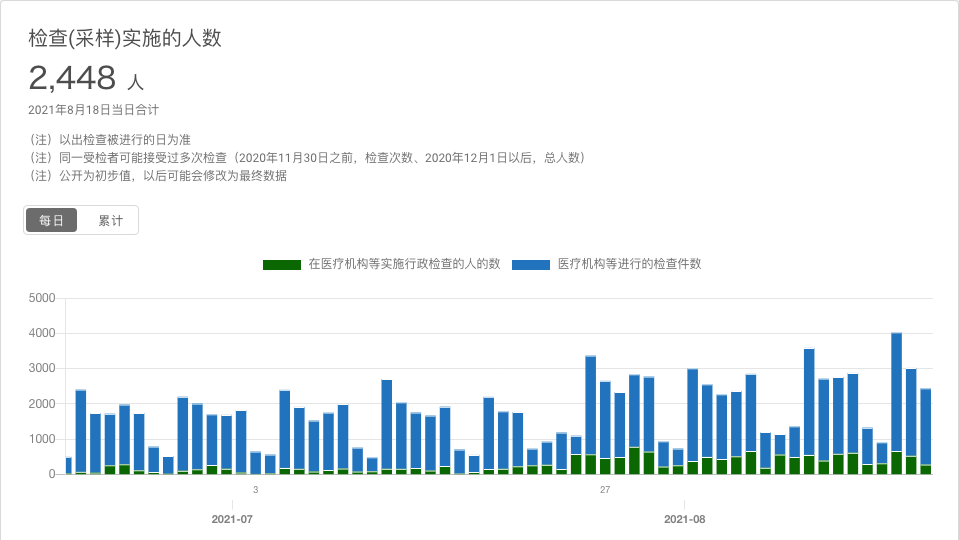 检查(采样)实施的人数
2,448 人
2021年8月18日当日合计
（注）以出检查被进行的日为准
（注）同一受检者可能接受过多次检查（2020年11月30日之前，检查次数、2020年12月1日以后，总人数）
（注）公开为初步值，以后可能会修改为最终数据
每日 累计
在医疗机构等实施行政检查的人的数 医疗机构等进行的检查件数
5000
4000
3000
2000
1000
0
3 27
2021-07 2021-08